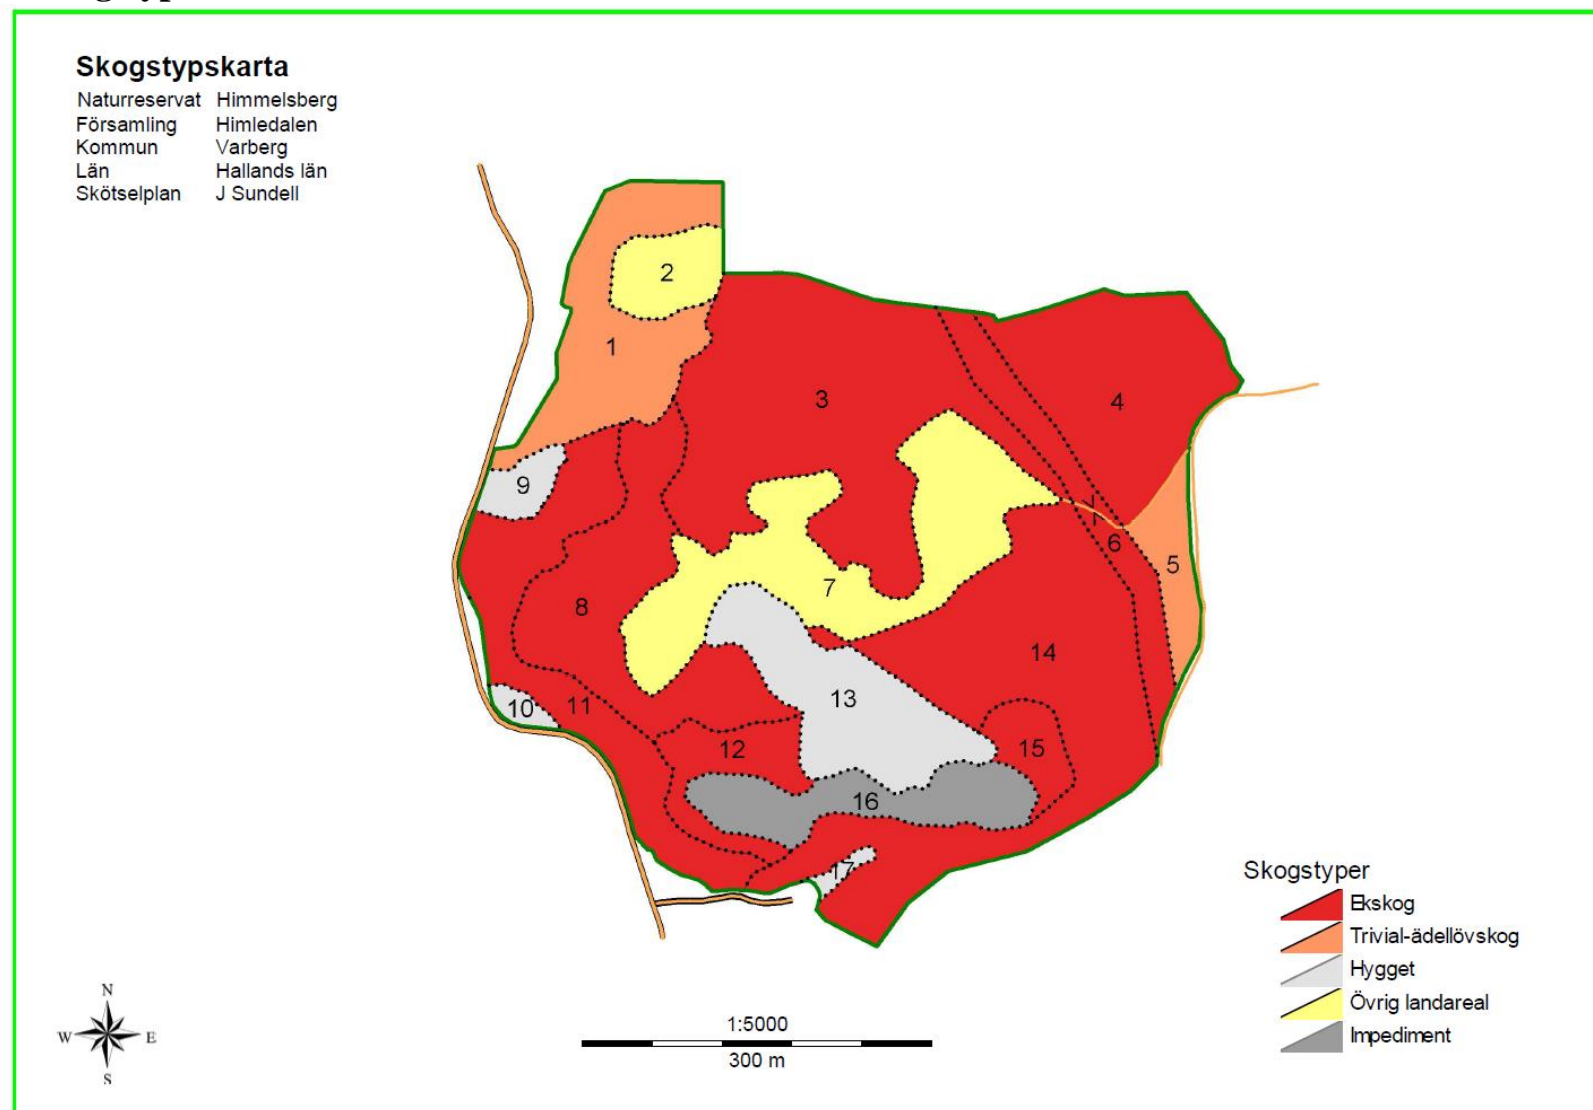 Skogstypskarta
Naturreservat Himmelsberg
Församling Himledalen
Kommun Varberg
Län Hallands län
Skötselplan J Sundell
2
1
3
4
9
6
5
7
8
14
13
10
11
12
15
16
17
Skogstyper
Ekskog
Trivial-ädellövskog
Hygget
Övrig landareal
Impediment
N
W E
S
1:5000
300 m